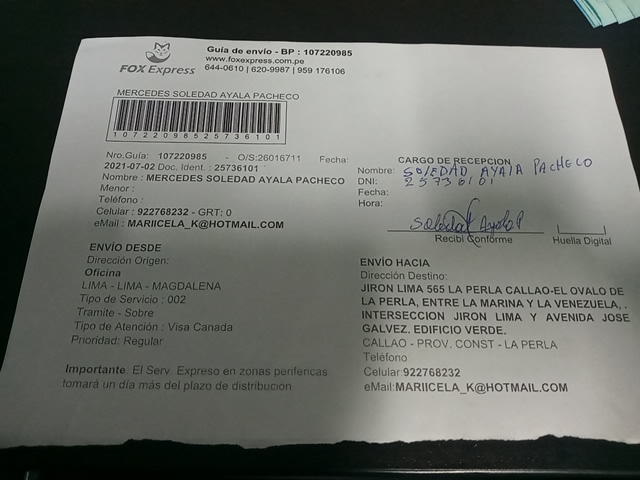 FOX Express
Guía de envío - BP : 107220985
www.foxexpress.com.pe
644-0610 | 620-9987 | 959 176106
MERCEDES SOLEDAD AYALA PACHECO
10722098525736101
Nro.Guía: 107220985 - O/S:26016711 Fecha:
2021-07-02 Doc. Ident. : 25736101
Nombre : MERCEDES SOLEDAD AYALA PACHECO
Menor :
Teléfono :
Celular : 922768232 - GRT: 0
eMail : MARIICELA_K@HOTMAIL.COM
CARGO DE RECEPCION
Nombre: SOLEDAD AYALA PACHECO
DNI: 25736101
Fecha:
Hora:
Soledad Ayala P
Recibí Conforme
Huella Digital
ENVÍO DESDE
Dirección Origen:
Oficina
LIMA - LIMA - MAGDALENA
Tipo de Servicio : 002
Tramite - Sobre
Tipo de Atención : Visa Canada
Prioridad: Regular
Importante: El Serv. Expreso en zonas perifericas
tomará un día más del plazo de distribución
ENVÍO HACIA
Dirección Destino:
JIRON LIMA 565 LA PERLA CALLAO-EL OVALO DE
LA PERLA, ENTRE LA MARINA Y LA VENEZUELA, .
INTERSECCION JIRON LIMA Y AVENIDA JOSE
GALVEZ. EDIFICIO VERDE.
CALLAO - PROV. CONST - LA PERLA
Teléfono
Celular:922768232
eMail:MARIICELA_K@HOTMAIL.COM